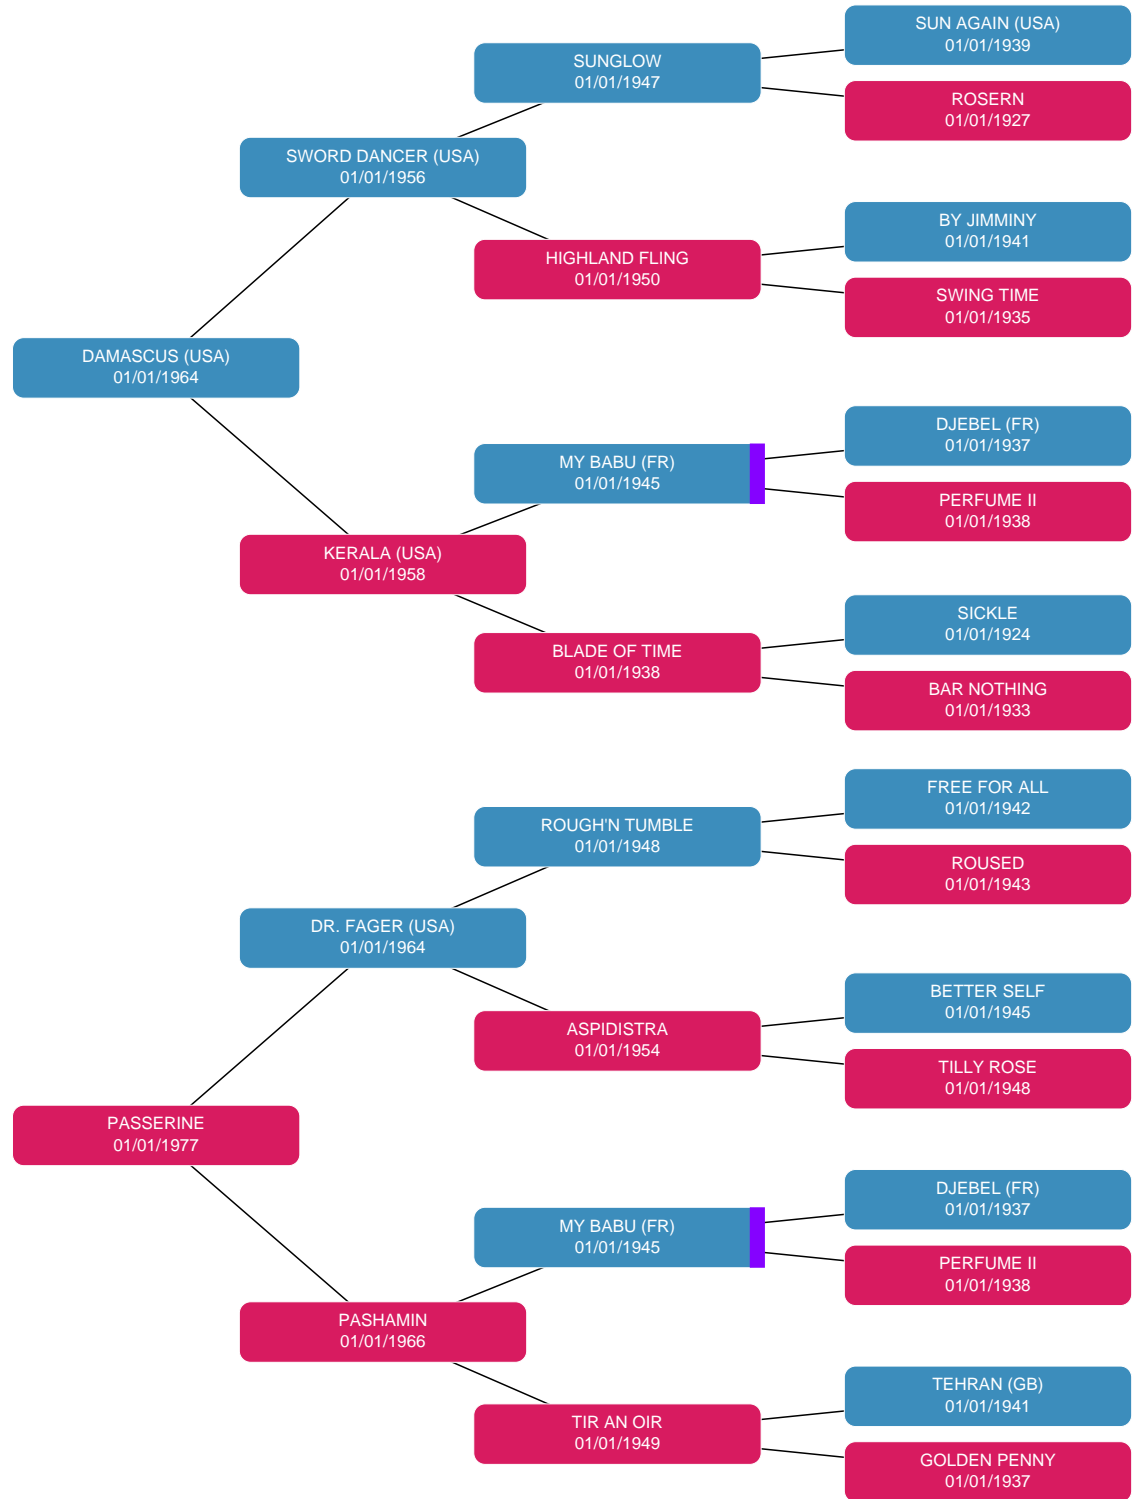 SUN AGAIN (USA)
01/01/1939
SUNGLOW
01/01/1947
ROSERN
01/01/1927
SWORD DANCER (USA)
01/01/1956
BY JIMMINY
01/01/1941
HIGHLAND FLING
01/01/1950
SWING TIME
01/01/1935
DAMASCUS (USA)
01/01/1964
DJEBEL (FR)
01/01/1937
MY BABU (FR)
01/01/1945
PERFUME II
01/01/1938
KERALA (USA)
01/01/1958
SICKLE
01/01/1924
BLADE OF TIME
01/01/1938
BAR NOTHING
01/01/1933
FREE FOR ALL
01/01/1942
ROUGH'N TUMBLE
01/01/1948
ROUSED
01/01/1943
DR. FAGER (USA)
01/01/1964
BETTER SELF
01/01/1945
ASPIDISTRA
01/01/1954
TILLY ROSE
01/01/1948
PASSERINE
01/01/1977
DJEBEL (FR)
01/01/1937
MY BABU (FR)
01/01/1945
PERFUME II
01/01/1938
PASHAMIN
01/01/1966
TEHRAN (GB)
01/01/1941
TIR AN OIR
01/01/1949
GOLDEN PENNY
01/01/1937